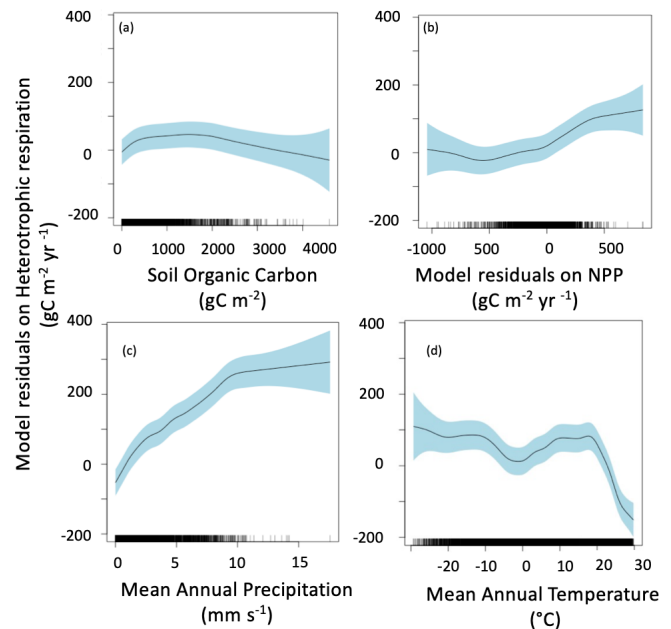 Model residuals on Heterotrophic respiration
(gC m-2 yr -1)
(a)
400
200
0
-200
0 1000 2000 3000 4000
Soil Organic Carbon
(gC m-2)
(b)
400
200
0
-200
-1000 -500 0 500
Model residuals on NPP
(gC m-2 yr -1)
(c)
400
200
0
-200
0 5 10 15
Mean Annual Precipitation
(mm s-1)
(d)
400
200
0
-200
-20 -10 0 10 20 30
Mean Annual Temperature
(°C)